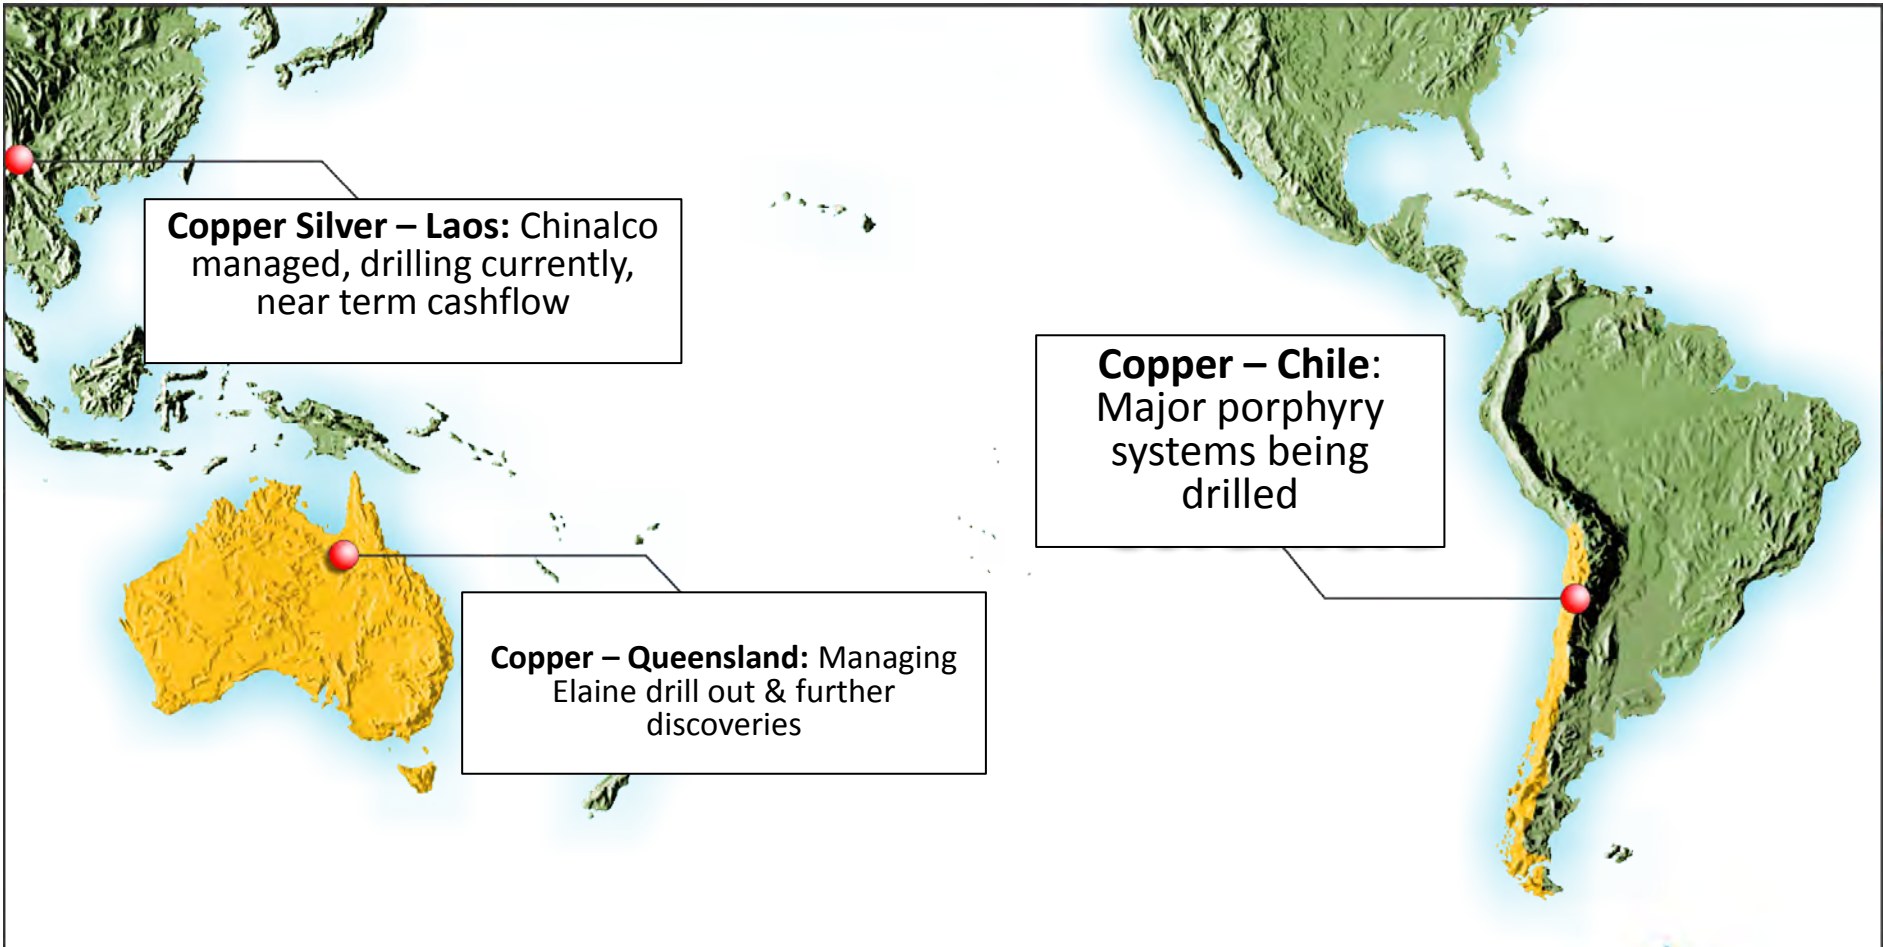 Copper Silver – Laos: Chinalco
managed, drilling currently,
near term cashflow
Copper – Chile:
Major porphyry
systems being
drilled
Copper – Queensland: Managing
Elaine drill out & further
discoveries